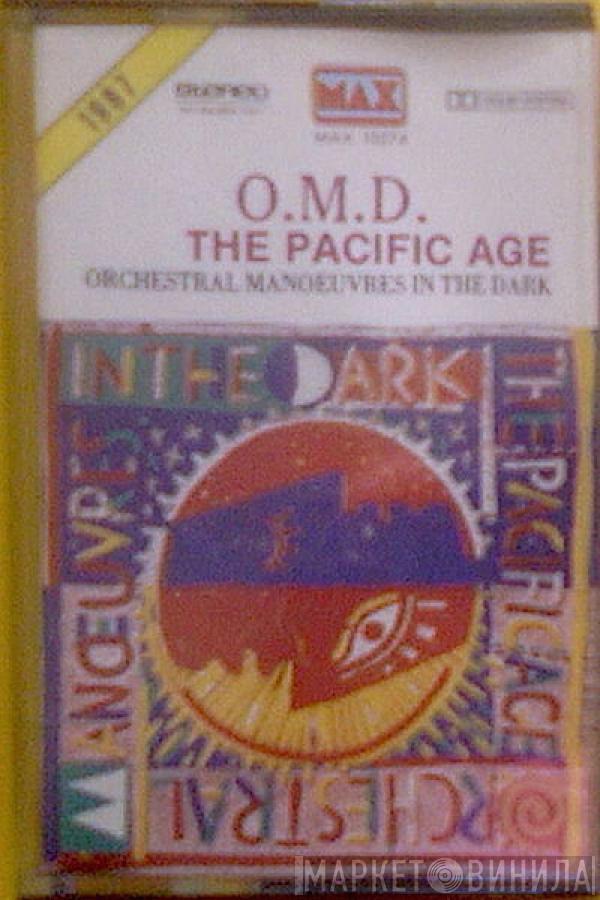 1987
MAX
O.M.D.
THE PACIFIC AGE
ORCHESTRAL MANOEUVRES IN THE DARK
IN THE DARK
THE PACIFIC AGE
ORCHESTRAL
MANŒUVRES
МАРКЕТ ВИНИЛА